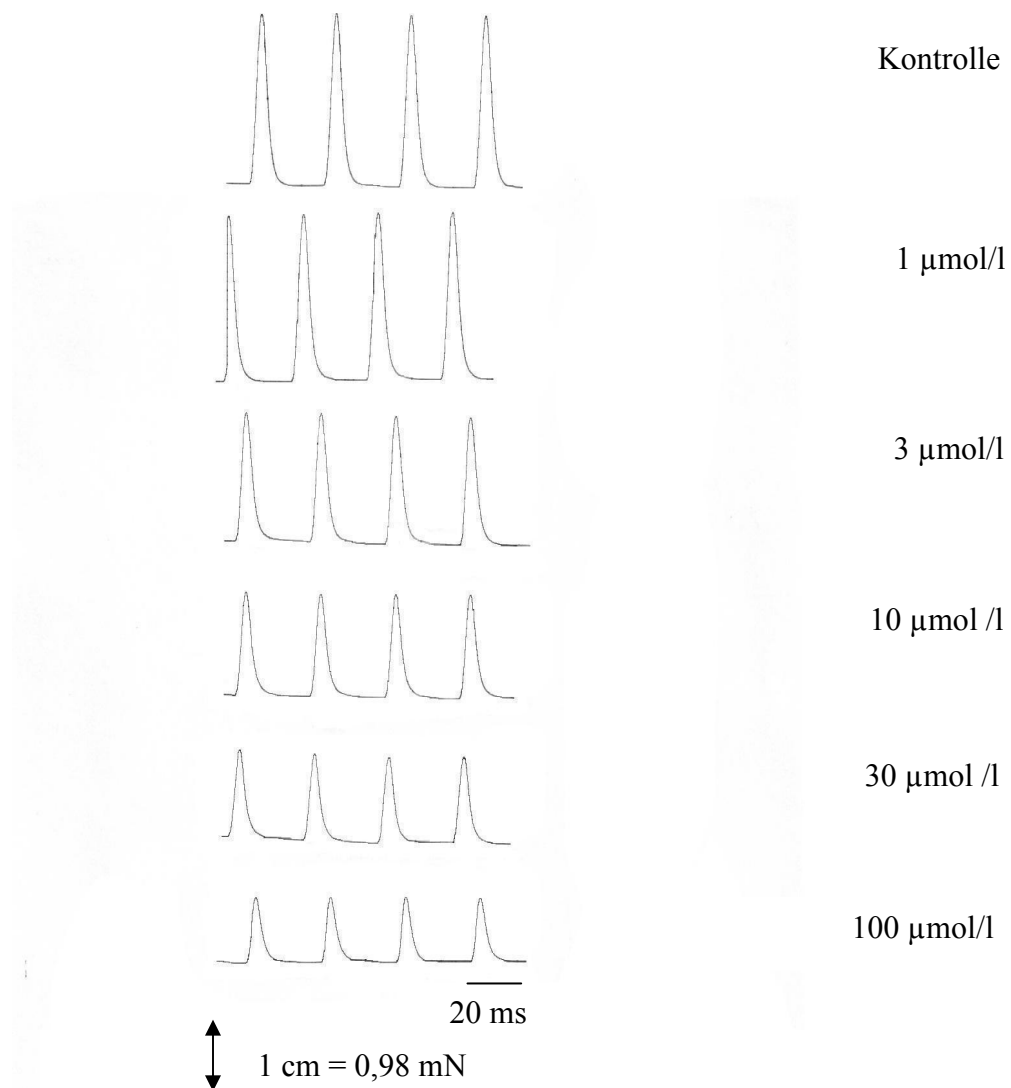 Kontrolle
1 µmol/l
3 µmol/l
10 µmol /l
30 µmol /l
100 µmol/l
20 ms
1 cm = 0,98 mN